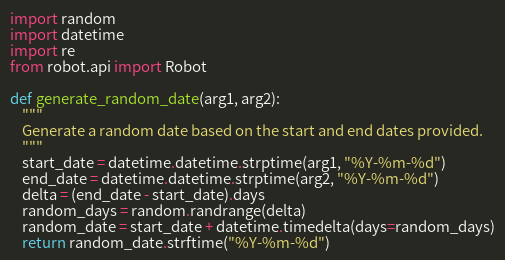 import random
import datetime
import re
from robot.api import Robot

def generate_random_date(arg1, arg2):
    """
    Generate a random date based on the start and end dates provided.
    """
    start_date = datetime.datetime.strptime(arg1, "%Y-%m-%d")
    end_date = datetime.datetime.strptime(arg2, "%Y-%m-%d")
    delta = (end_date - start_date).days
    random_days = random.randrange(delta)
    random_date = start_date + datetime.timedelta(days=random_days)
    return random_date.strftime("%Y-%m-%d")